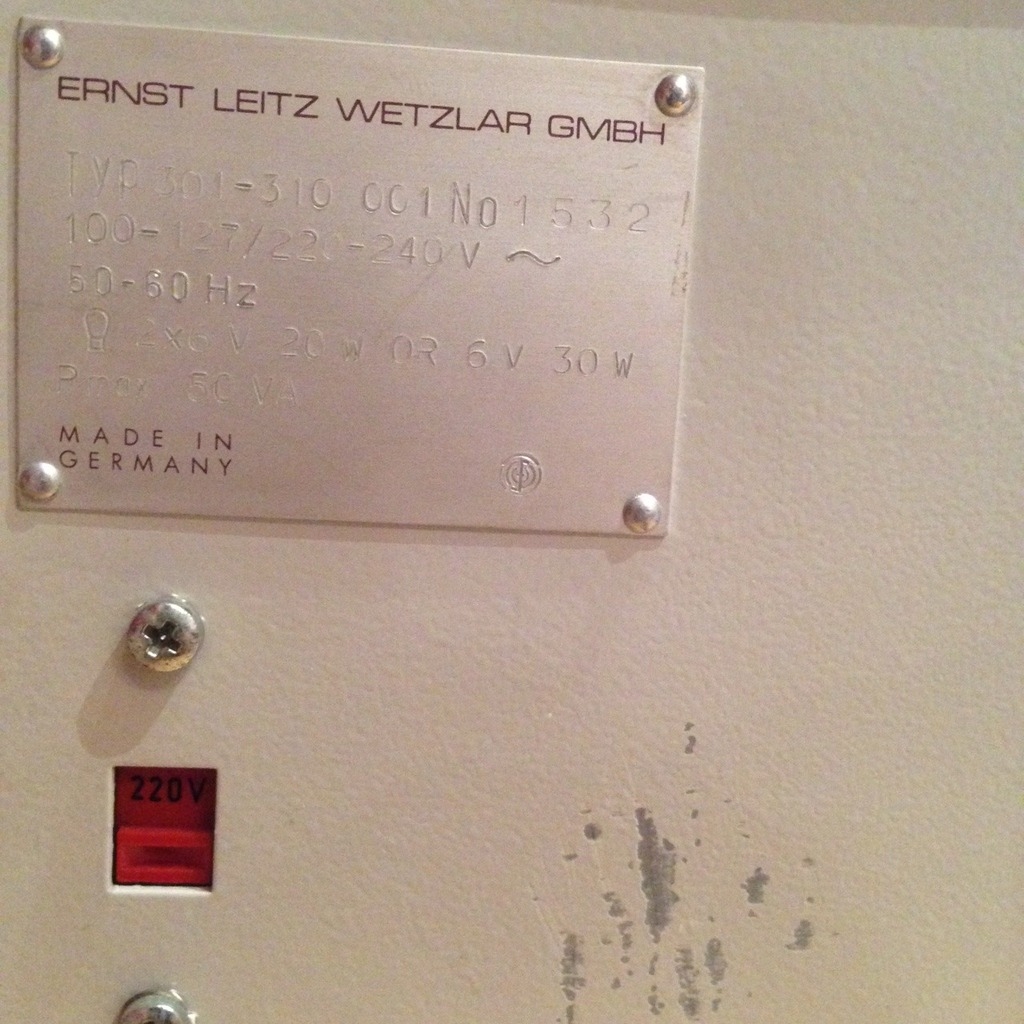 ERNST LEITZ WETZLAR GMBH
TYP 301-310 001 No 1532
100-127/220-240 V ~
50-60 Hz
2x6 V 20 W OR 6 V 30 W
Pmax 50 VA
MADE IN
GERMANY
220V